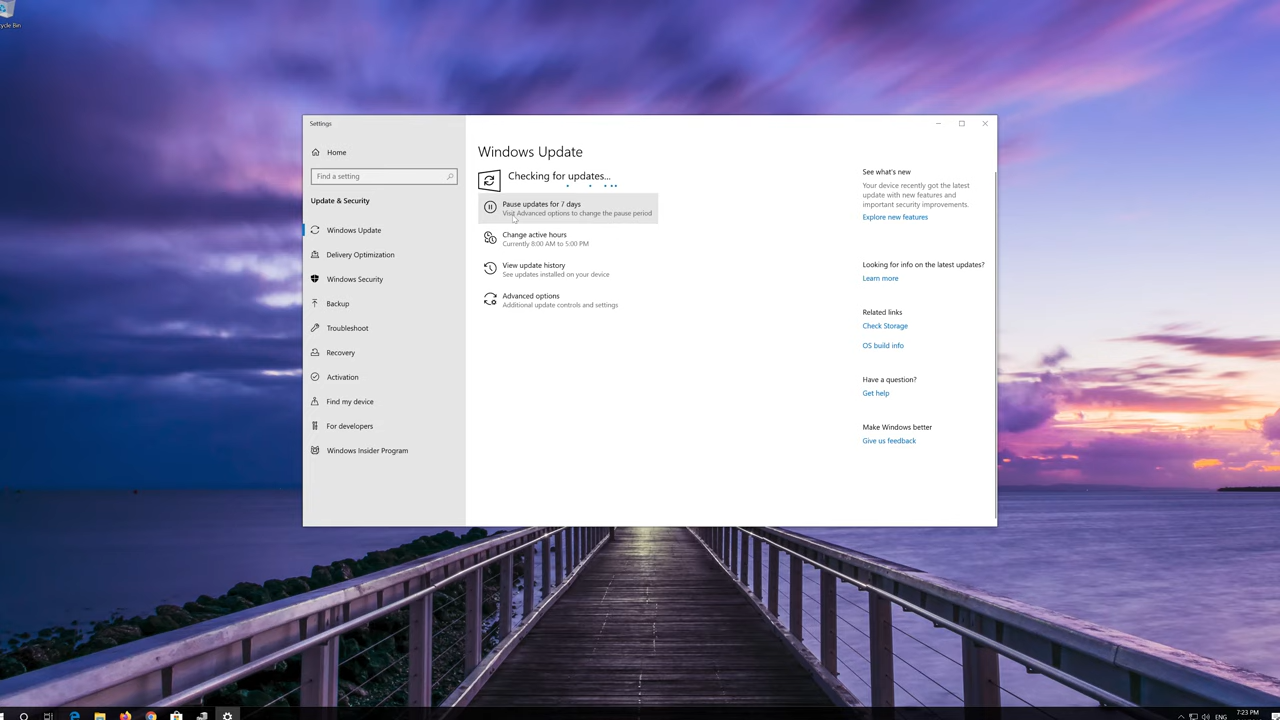 cycle Bin
Settings
Home
Find a setting
Update & Security
Windows Update
Delivery Optimization
Windows Security
Backup
Troubleshoot
Recovery
Activation
Find my device
For developers
Windows Insider Program
Windows Update
Checking for updates...
Pause updates for 7 days
Visit Advanced options to change the pause period
Change active hours
Currently 8:00 AM to 5:00 PM
View update history
See updates installed on your device
Advanced options
Additional update controls and settings
See what's new
Your device recently got the latest
update with new features and
important security improvements.
Explore new features
Looking for info on the latest updates?
Learn more
Related links
Check Storage
OS build info
Have a question?
Get help
Make Windows better
Give us feedback
ENG
7:23 PM